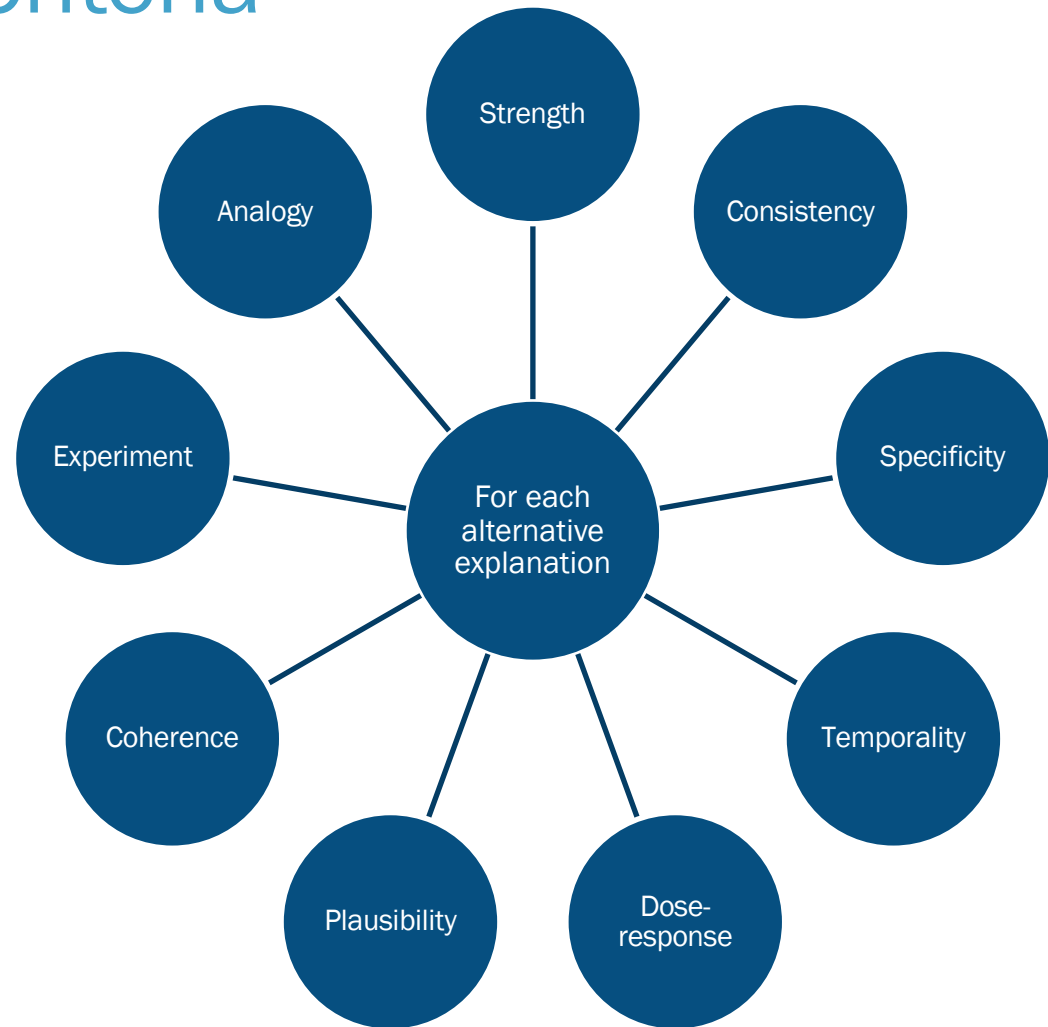 Strength
Consistency
Specificity
Temporality
Dose-
response
Plausibility
Coherence
Experiment
Analogy
For each
alternative
explanation